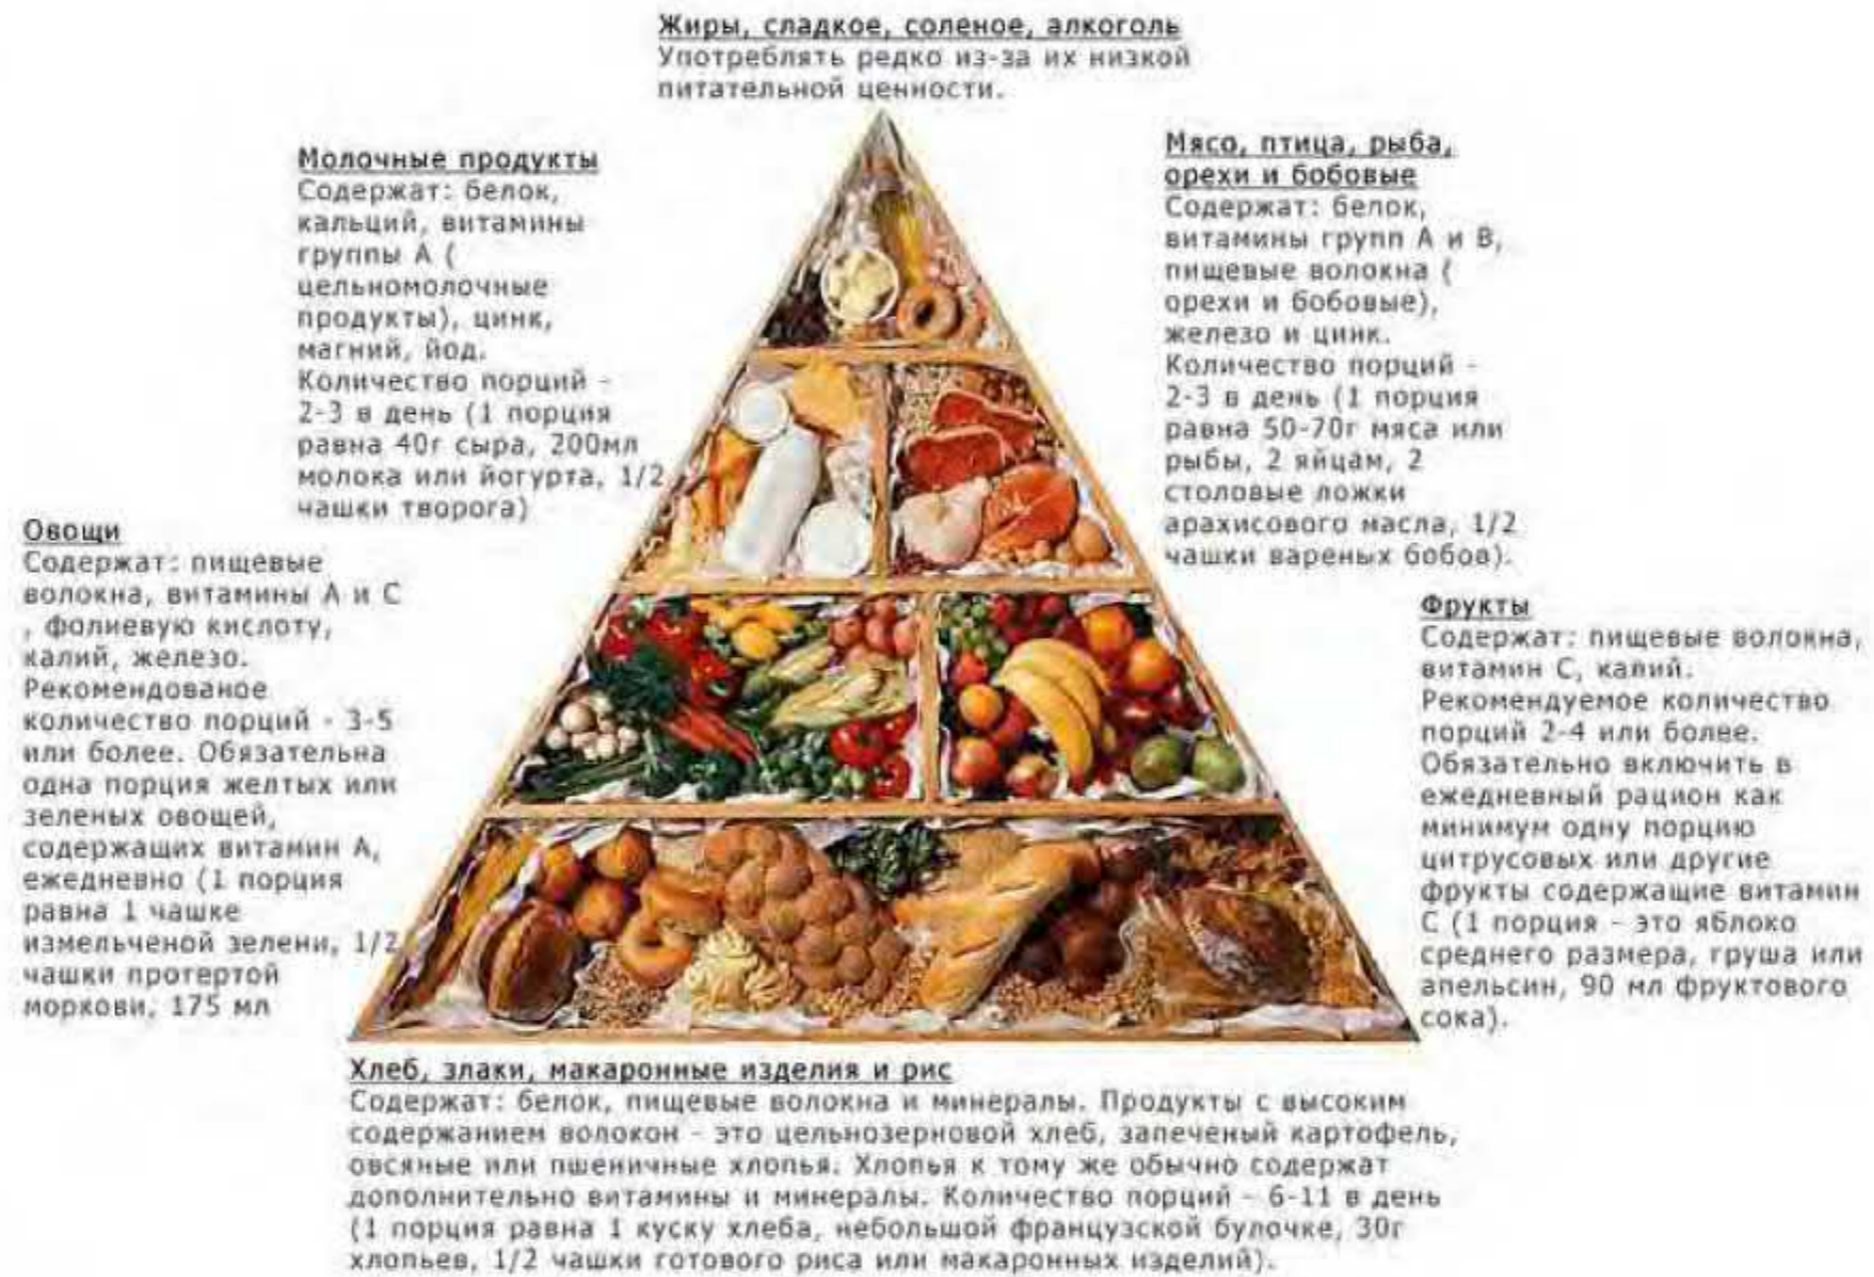 Жиры, сладкое, соленое, алкоголь
Употреблять редко из-за их низкой
питательной ценности.
Молочные продукты
Содержат: белок,
кальций, витамины
группы А (
цельномолочные
продукты), цинк,
магний, йод.
Количество порций -
2-3 в день (1 порция
равна 40г сыра, 200мл
молока или йогурта, 1/2
чашки творога)
Мясо, птица, рыба,
орехи и бобовые
Содержат: белок,
витамины групп А и В,
пищевые волокна (
орехи и бобовые),
железо и цинк.
Количество порций -
2-3 в день (1 порция
равна 50-70г мяса или
рыбы, 2 яйцам, 2
столовые ложки
арахисового масла, 1/2
чашки вареных бобов).
Овощи
Содержат: пищевые
волокна, витамины А и С
, фолиевую кислоту,
калий, железо.
Рекомендованое
количество порций - 3-5
или более. Обязательна
одна порция желтых или
зеленых овощей,
содержащих витамин А,
ежедневно (1 порция
равна 1 чашке
измельченой зелени, 1/2
чашки протертой
моркови, 175 мл
Фрукты
Содержат: пищевые волокна,
витамин С, калий.
Рекомендуемое количество
порций 2-4 или более.
Обязательно включить в
ежедневный рацион как
минимум одну порцию
цитрусовых или другие
фрукты содержащие витамин
С (1 порция - это яблоко
среднего размера, груша или
апельсин, 90 мл фруктового
сока).
Хлеб, злаки, макаронные изделия и рис
Содержат: белок, пищевые волокна и минералы. Продукты с высоким
содержанием волокон - это цельнозерновой хлеб, запеченый картофель,
овсяные или пшеничные хлопья. Хлопья к тому же обычно содержат
дополнительно витамины и минералы. Количество порций - 6-11 в день
(1 порция равна 1 куску хлеба, небольшой французской булочке, 30г
хлопьев, 1/2 чашки готового риса или макаронных изделий).